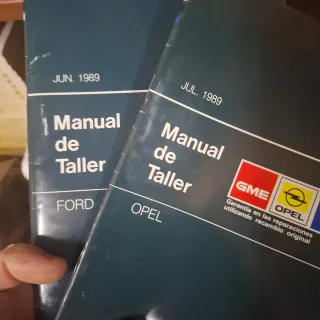 JUN. 1989
Manual
de
Taller
FORD
JUL. 1989
Manual
de
Taller
OPEL
GME
OPEL
Garantía en las reparaciones
utilizando recambio original